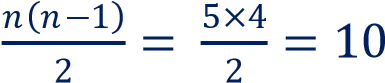 n(n−1)/2 = 5×4/2 = 10